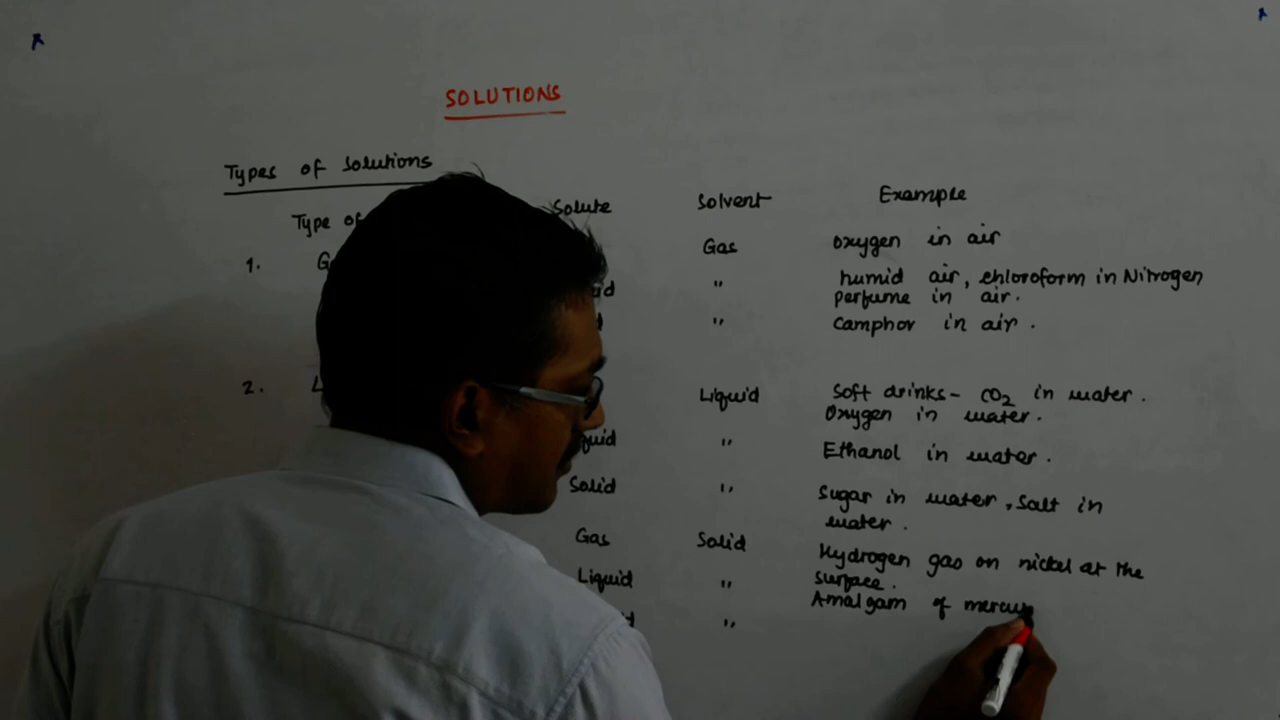 SOLUTIONS
Types of Solutions
Type of Solute Solvent Example
1. Gas Oxygen in air
" humid air, chloroform in Nitrogen
perfume in air.
" Camphor in air.
2. Liquid Soft drinks - CO2 in water.
Oxygen in water.
" Ethanol in water.
Solid " Sugar in water, Salt in
water.
Gas Solid Hydrogen gas on nickel at the
surface.
Liquid " Amalgam of
"